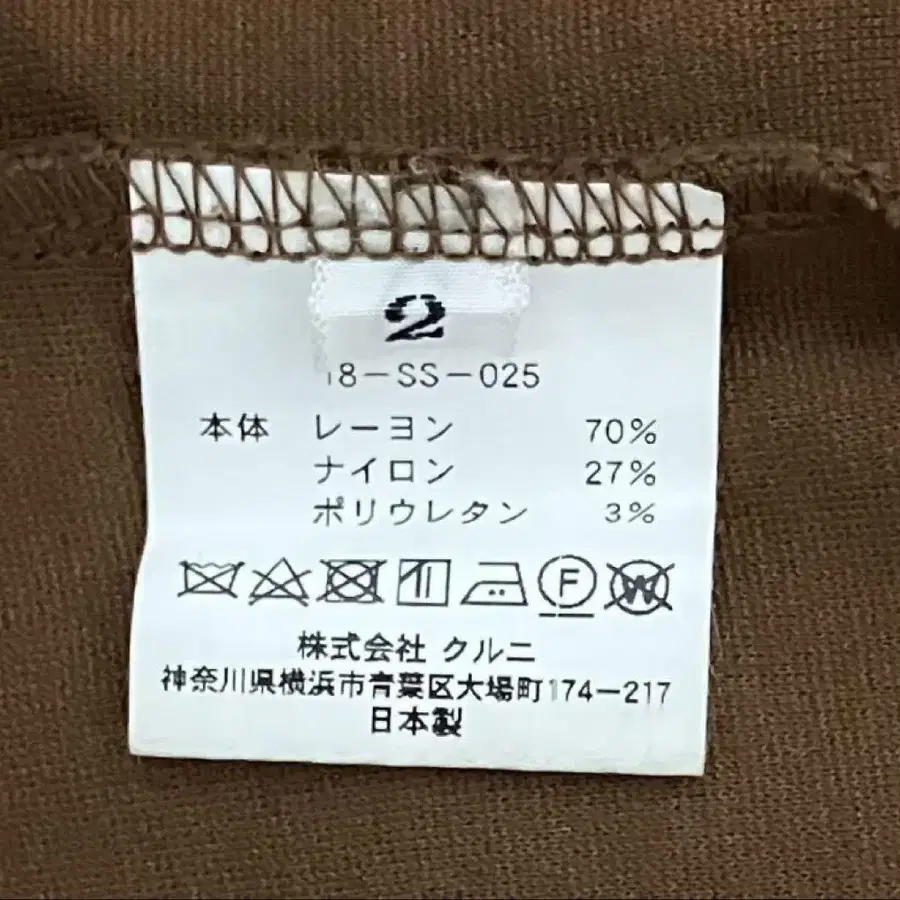 2
18-SS-025
本体 レーヨン 70%
ナイロン 27%
ポリウレタン 3%
F W
株式会社 クルニ
神奈川県横浜市青葉区大場町174-217
日本製